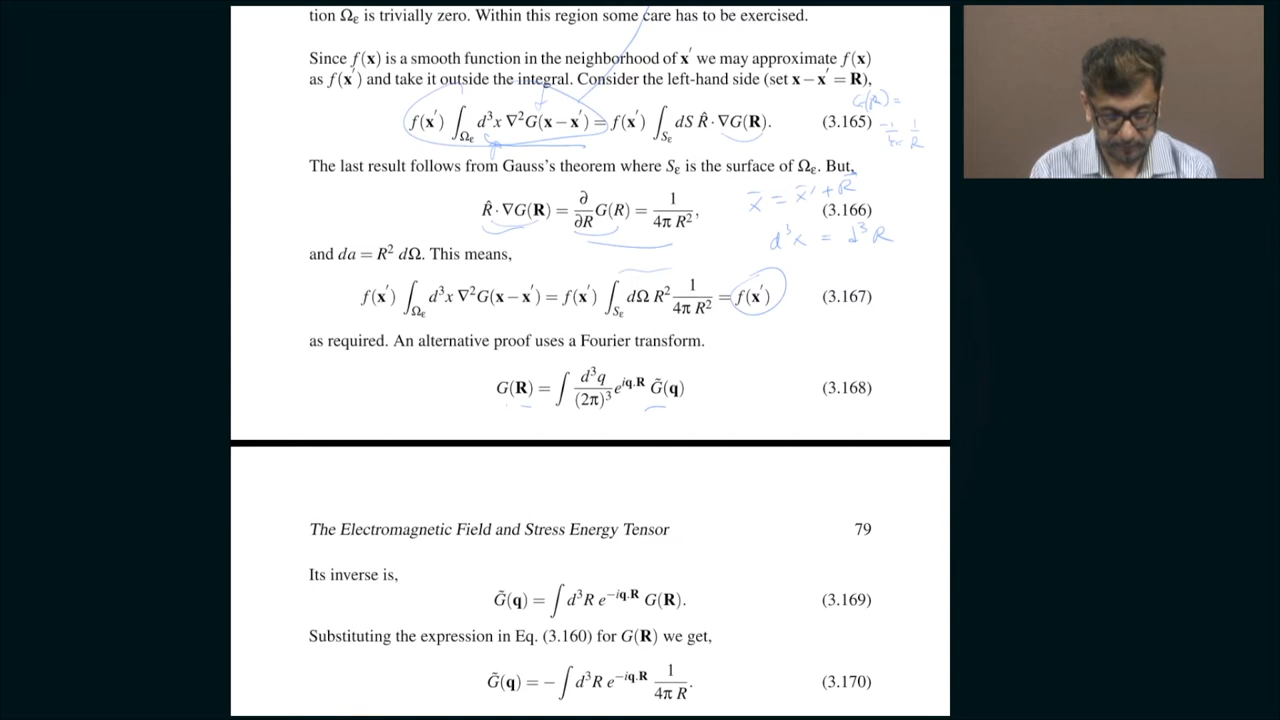 tion Ωε is trivially zero. Within this region some care has to be exercised.
Since f(x) is a smooth function in the neighborhood of x′ we may approximate f(x)
as f(x′) and take it outside the integral. Consider the left-hand side (set x − x′ = R),
G(R) =
f(x′) ∫Ωε d³x ∇²G(x − x′) = f(x′) ∫Sε dS R̂ · ∇G(R). (3.165)
-1/4π 1/R
The last result follows from Gauss's theorem where Sε is the surface of Ωε. But,
x̄ = x̄′ + R̄
R̂ · ∇G(R) = ∂/∂R G(R) = 1/4π R², (3.166)
d³x = d³R
and da = R² dΩ. This means,
f(x′) ∫Ωε d³x ∇²G(x − x′) = f(x′) ∫Sε dΩ R² 1/4π R² = f(x′) (3.167)
as required. An alternative proof uses a Fourier transform.
G(R) = ∫ d³q/(2π)³ e^{iq.R} G̃(q) (3.168)
The Electromagnetic Field and Stress Energy Tensor 79
Its inverse is,
G̃(q) = ∫ d³R e^{−iq.R} G(R). (3.169)
Substituting the expression in Eq. (3.160) for G(R) we get,
G̃(q) = − ∫ d³R e^{−iq.R} 1/4π R. (3.170)